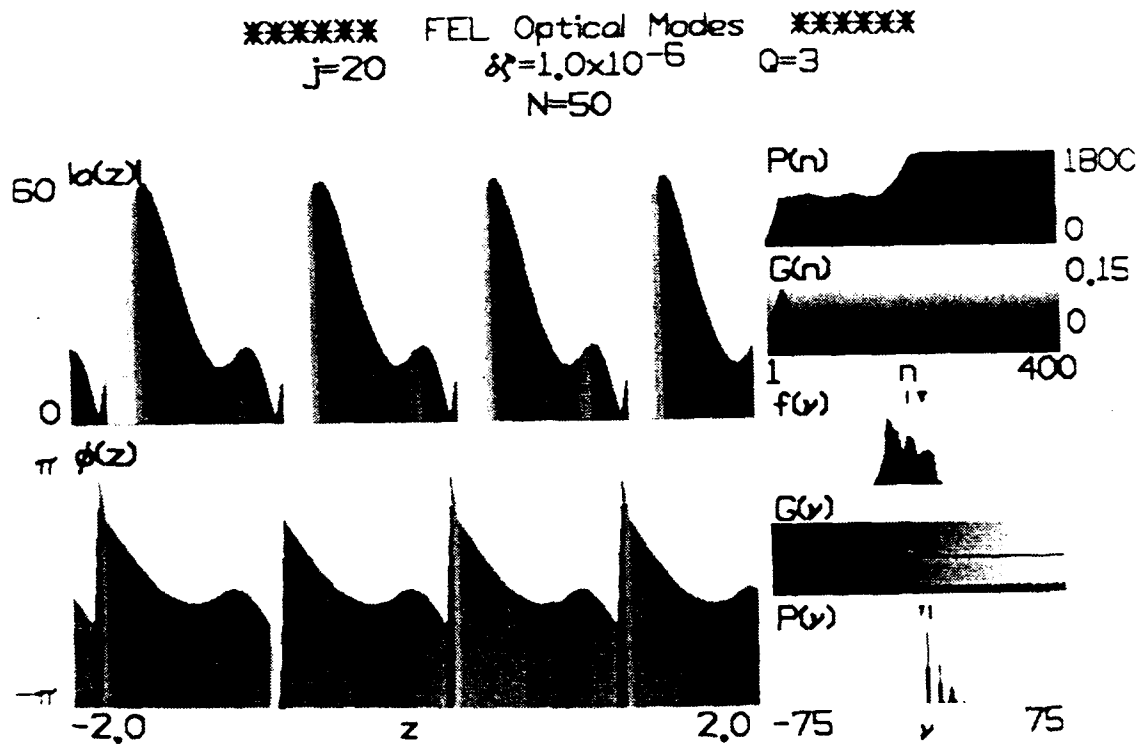 ****** FEL Optical Modes ******
j=20 δζ=1.0x10⁻⁶ Q=3
N=50
60 |a(z)|
0
π φ(z)
-π
-2.0 z 2.0
P(n) 1800
0
G(n) 0.15
0
1 n 400
f(ν)
G(ν)
P(ν)
-75 ν 75